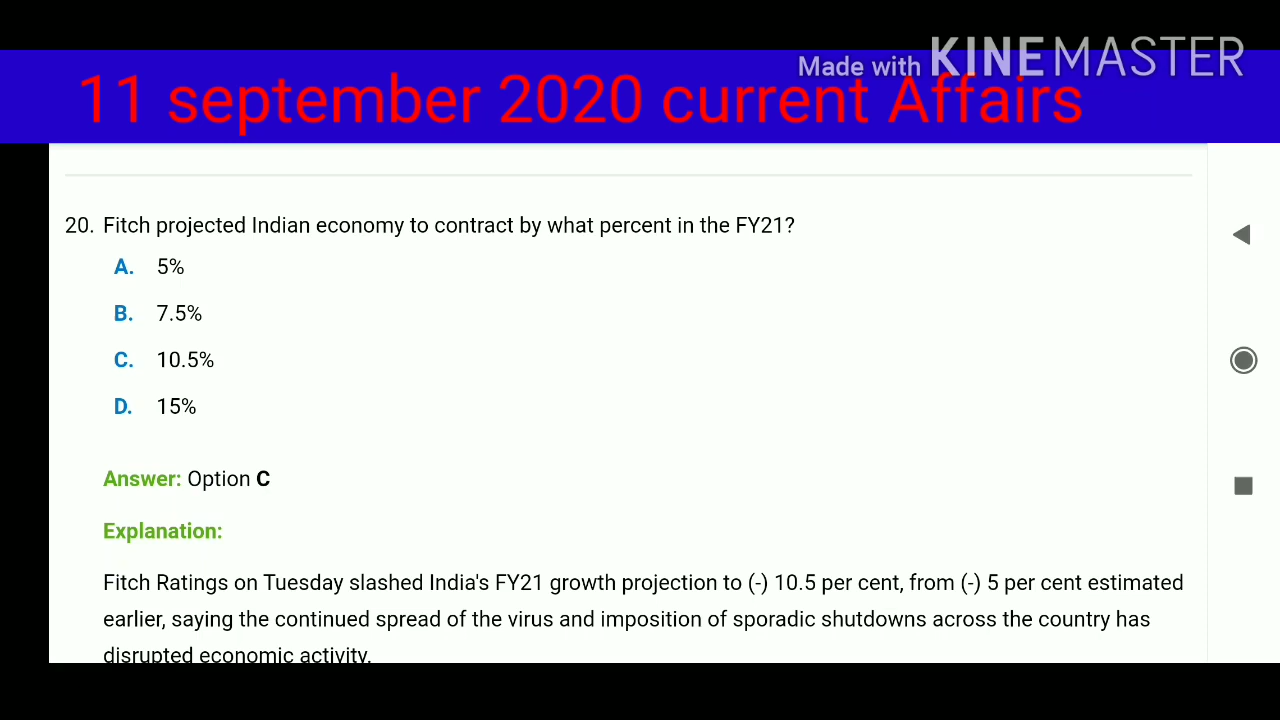 Made with KINEMASTER
11 september 2020 current Affairs
20. Fitch projected Indian economy to contract by what percent in the FY21?
A. 5%
B. 7.5%
C. 10.5%
D. 15%
Answer: Option C
Explanation:
Fitch Ratings on Tuesday slashed India's FY21 growth projection to (-) 10.5 per cent, from (-) 5 per cent estimated
earlier, saying the continued spread of the virus and imposition of sporadic shutdowns across the country has
disrupted economic activity.